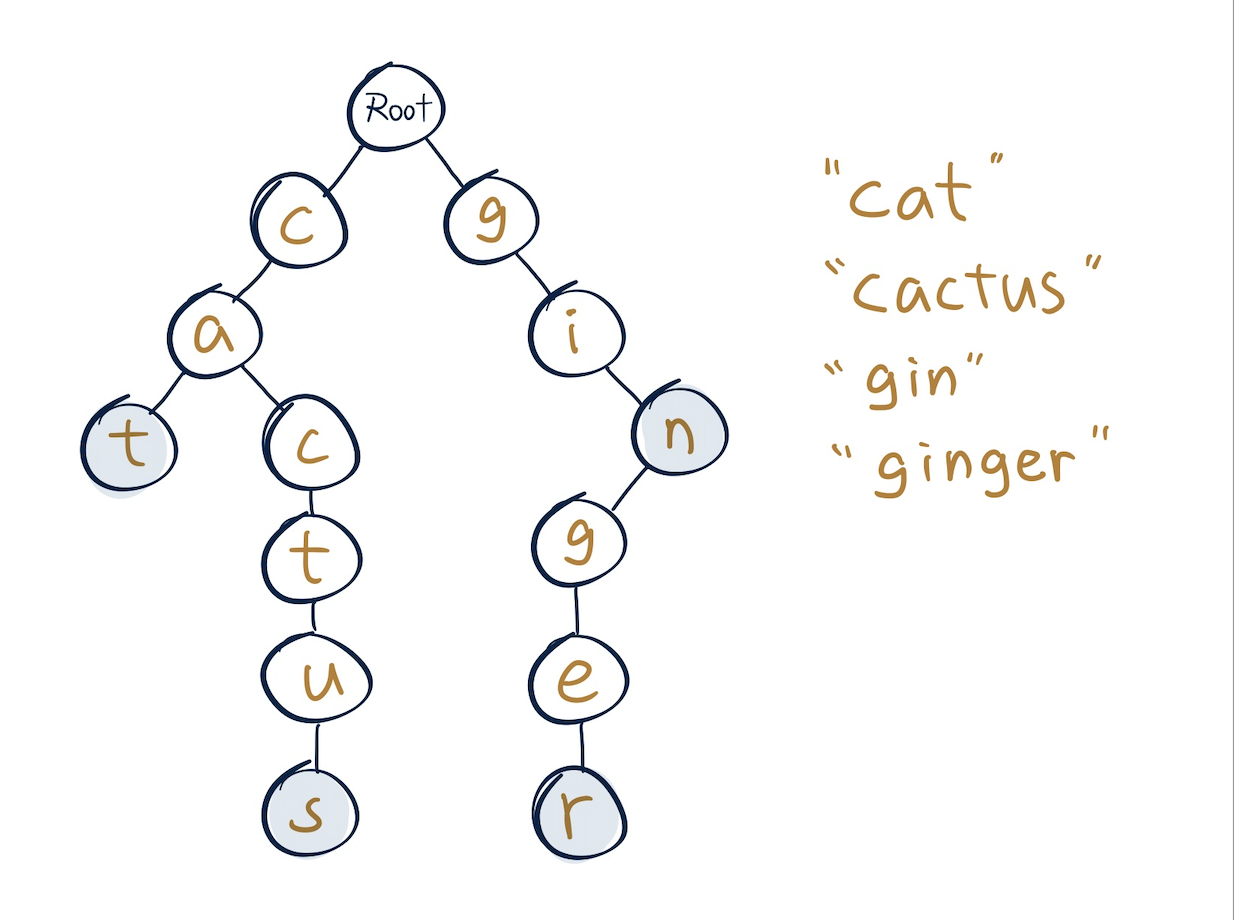 Root
c g
a i
t c n
t g
u e
s r
"cat"
"cactus"
"gin"
"ginger"